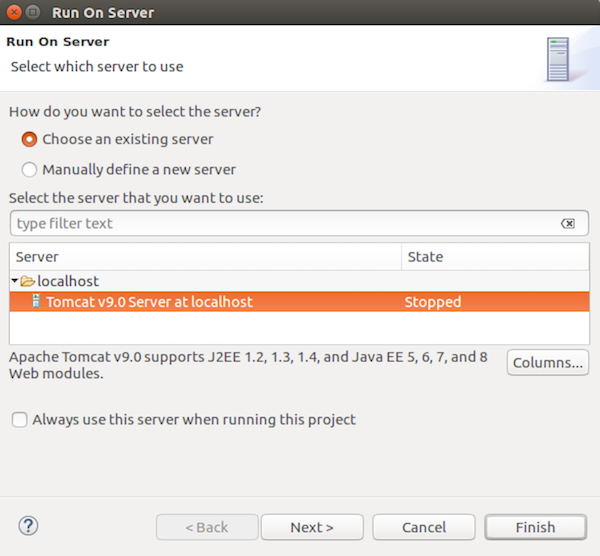 Run On Server
Run On Server
Select which server to use
How do you want to select the server?
Choose an existing server
Manually define a new server
Select the server that you want to use:
type filter text
Server State
localhost
Tomcat v9.0 Server at localhost Stopped
Apache Tomcat v9.0 supports J2EE 1.2, 1.3, 1.4, and Java EE 5, 6, 7, and 8
Web modules.
Columns...
Always use this server when running this project
? < Back Next > Cancel Finish